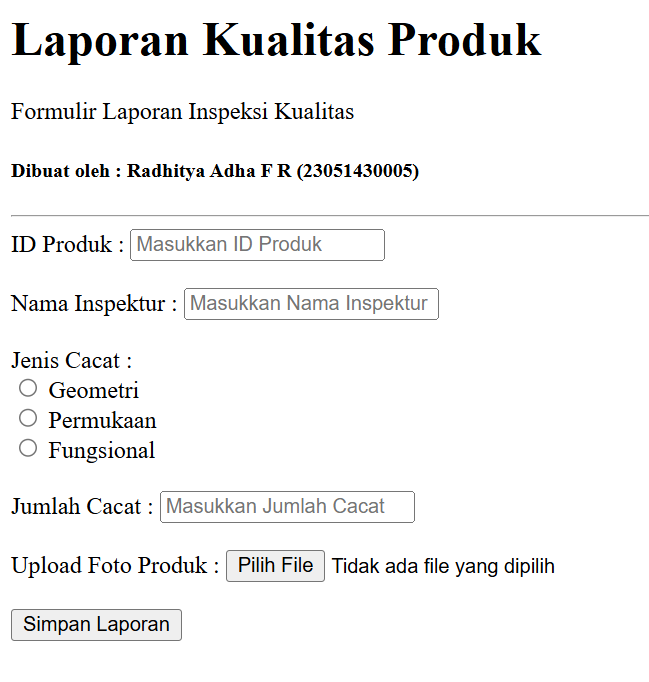 Laporan Kualitas Produk
Formulir Laporan Inspeksi Kualitas
Dibuat oleh : Radhitya Adha F R (23051430005)
ID Produk : Masukkan ID Produk
Nama Inspektur : Masukkan Nama Inspektur
Jenis Cacat :
Geometri
Permukaan
Fungsional
Jumlah Cacat : Masukkan Jumlah Cacat
Upload Foto Produk : Pilih File Tidak ada file yang dipilih
Simpan Laporan